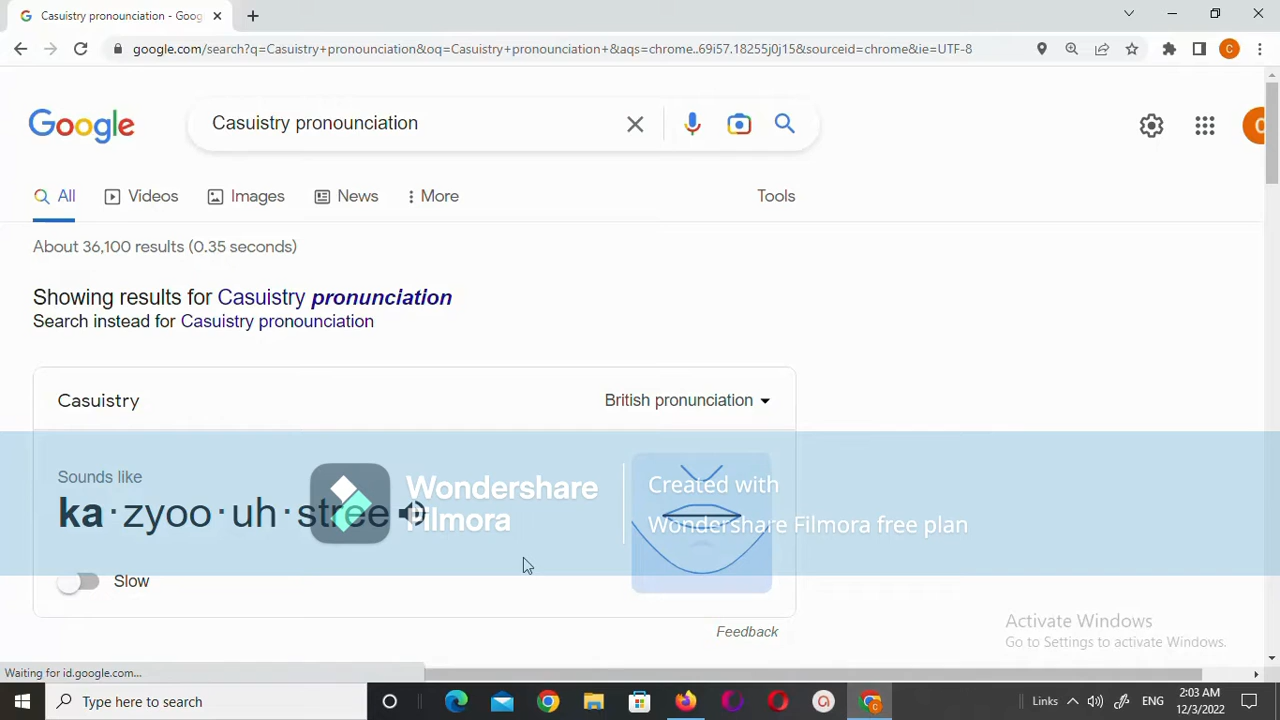 Casuistry pronounciation - Goog
google.com/search?q=Casuistry+pronounciation&oq=Casuistry+pronounciation+&aqs=chrome..69i57.18255j0j15&sourceid=chrome&ie=UTF-8
C
Google
Casuistry pronounciation
C
All
Videos
Images
News
More
Tools
About 36,100 results (0.35 seconds)
Showing results for Casuistry pronunciation
Search instead for Casuistry pronounciation
Casuistry
British pronunciation
Sounds like
ka·zyoo·uh·stree
Wondershare
Filmora
Created with
Wondershare Filmora free plan
Slow
Feedback
Activate Windows
Go to Settings to activate Windows.
Waiting for id.google.com...
Type here to search
Links
ENG
2:03 AM
12/3/2022